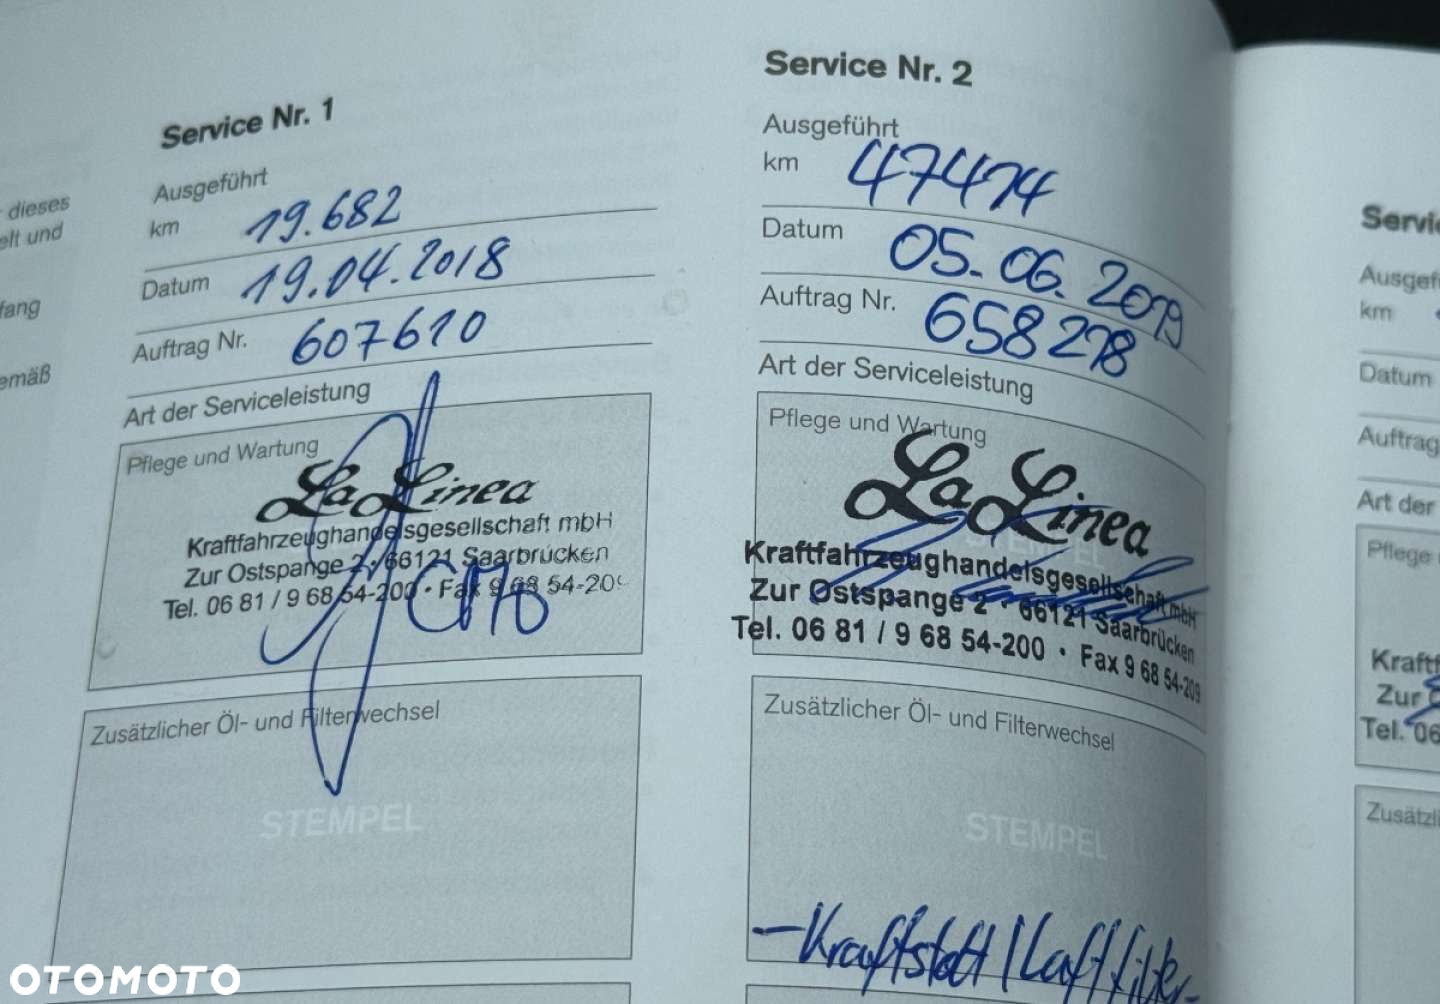 dieses
elt und
fang
emäß
Service Nr. 1
Ausgeführt
km 19.682
Datum 19.04.2018
Auftrag Nr. 607610
Art der Serviceleistung
Pflege und Wartung
La Linea
Kraftfahrzeughandelsgesellschaft mbH
Zur Ostspange 2 · 66121 Saarbrücken
Tel. 06 81 / 9 68 54-200 · Fax 9 68 54-209
Zusätzlicher Öl- und Filterwechsel
STEMPEL
Service Nr. 2
Ausgeführt
km 47474
Datum 05.06.2019
Auftrag Nr. 658278
Art der Serviceleistung
Pflege und Wartung
STEMPEL
La Linea
Kraftfahrzeughandelsgesellschaft mbH
Zur Ostspange 2 · 66121 Saarbrücken
Tel. 06 81 / 9 68 54-200 · Fax 9 68 54-209
Zusätzlicher Öl- und Filterwechsel
STEMPEL
-Kraftstoff/Luftfilter-
Servi
Ausgef
km
Datum
Auftrag
Art der
Pflege
Kraftf
Zur O
Tel. 06
Zusätzli
OTOMOTO